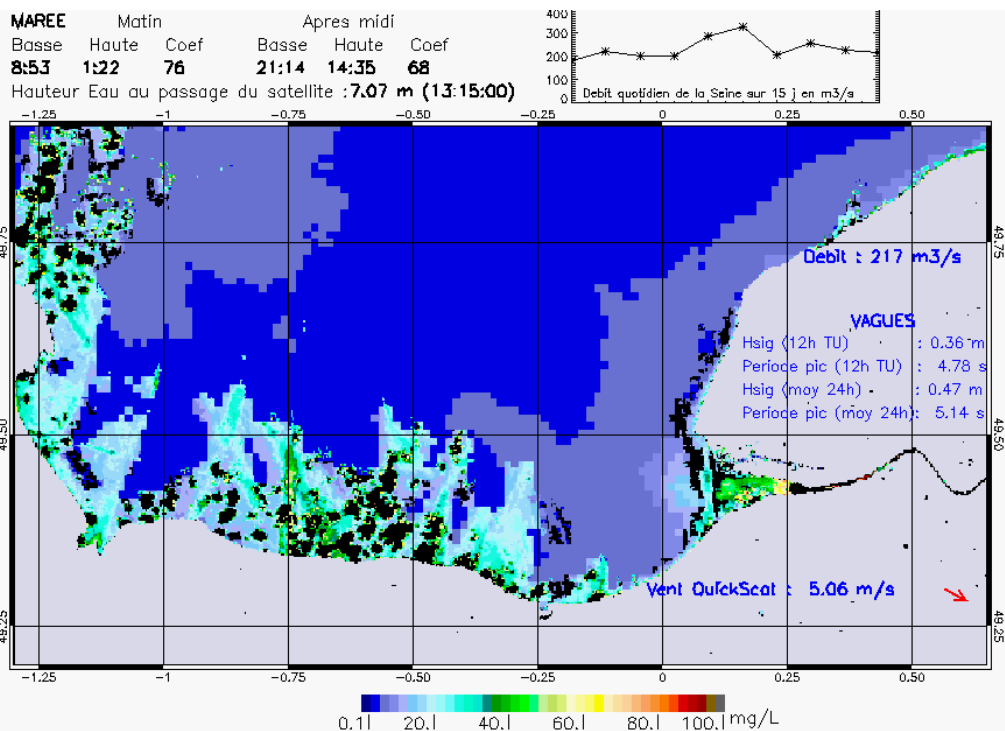 MAREE Matin Apres midi
Basse Haute Coef Basse Haute Coef
8:53 1:22 76 21:14 14:35 68
Hauteur Eau au passage du satellite : 7.07 m (13:15:00)
400
300
200
100
0
Debit quotidien de la Seine sur 15 j en m3/s
-1.25 -1 -0.75 -0.50 -0.25 0 0.25 0.50
49.75 49.75
Debit : 217 m3/s
VAGUES
Hsig (12h TU) : 0.36 m
Periode pic (12h TU) : 4.78 s
Hsig (moy 24h) : 0.47 m
Periode pic (moy 24h): 5.14 s
49.50 49.50
Vent QuickScat : 5.06 m/s
49.25 49.25
-1.25 -1 -0.75 -0.50 -0.25 0 0.25 0.50
0.1 20.1 40.1 60.1 80.1 100.1 mg/L